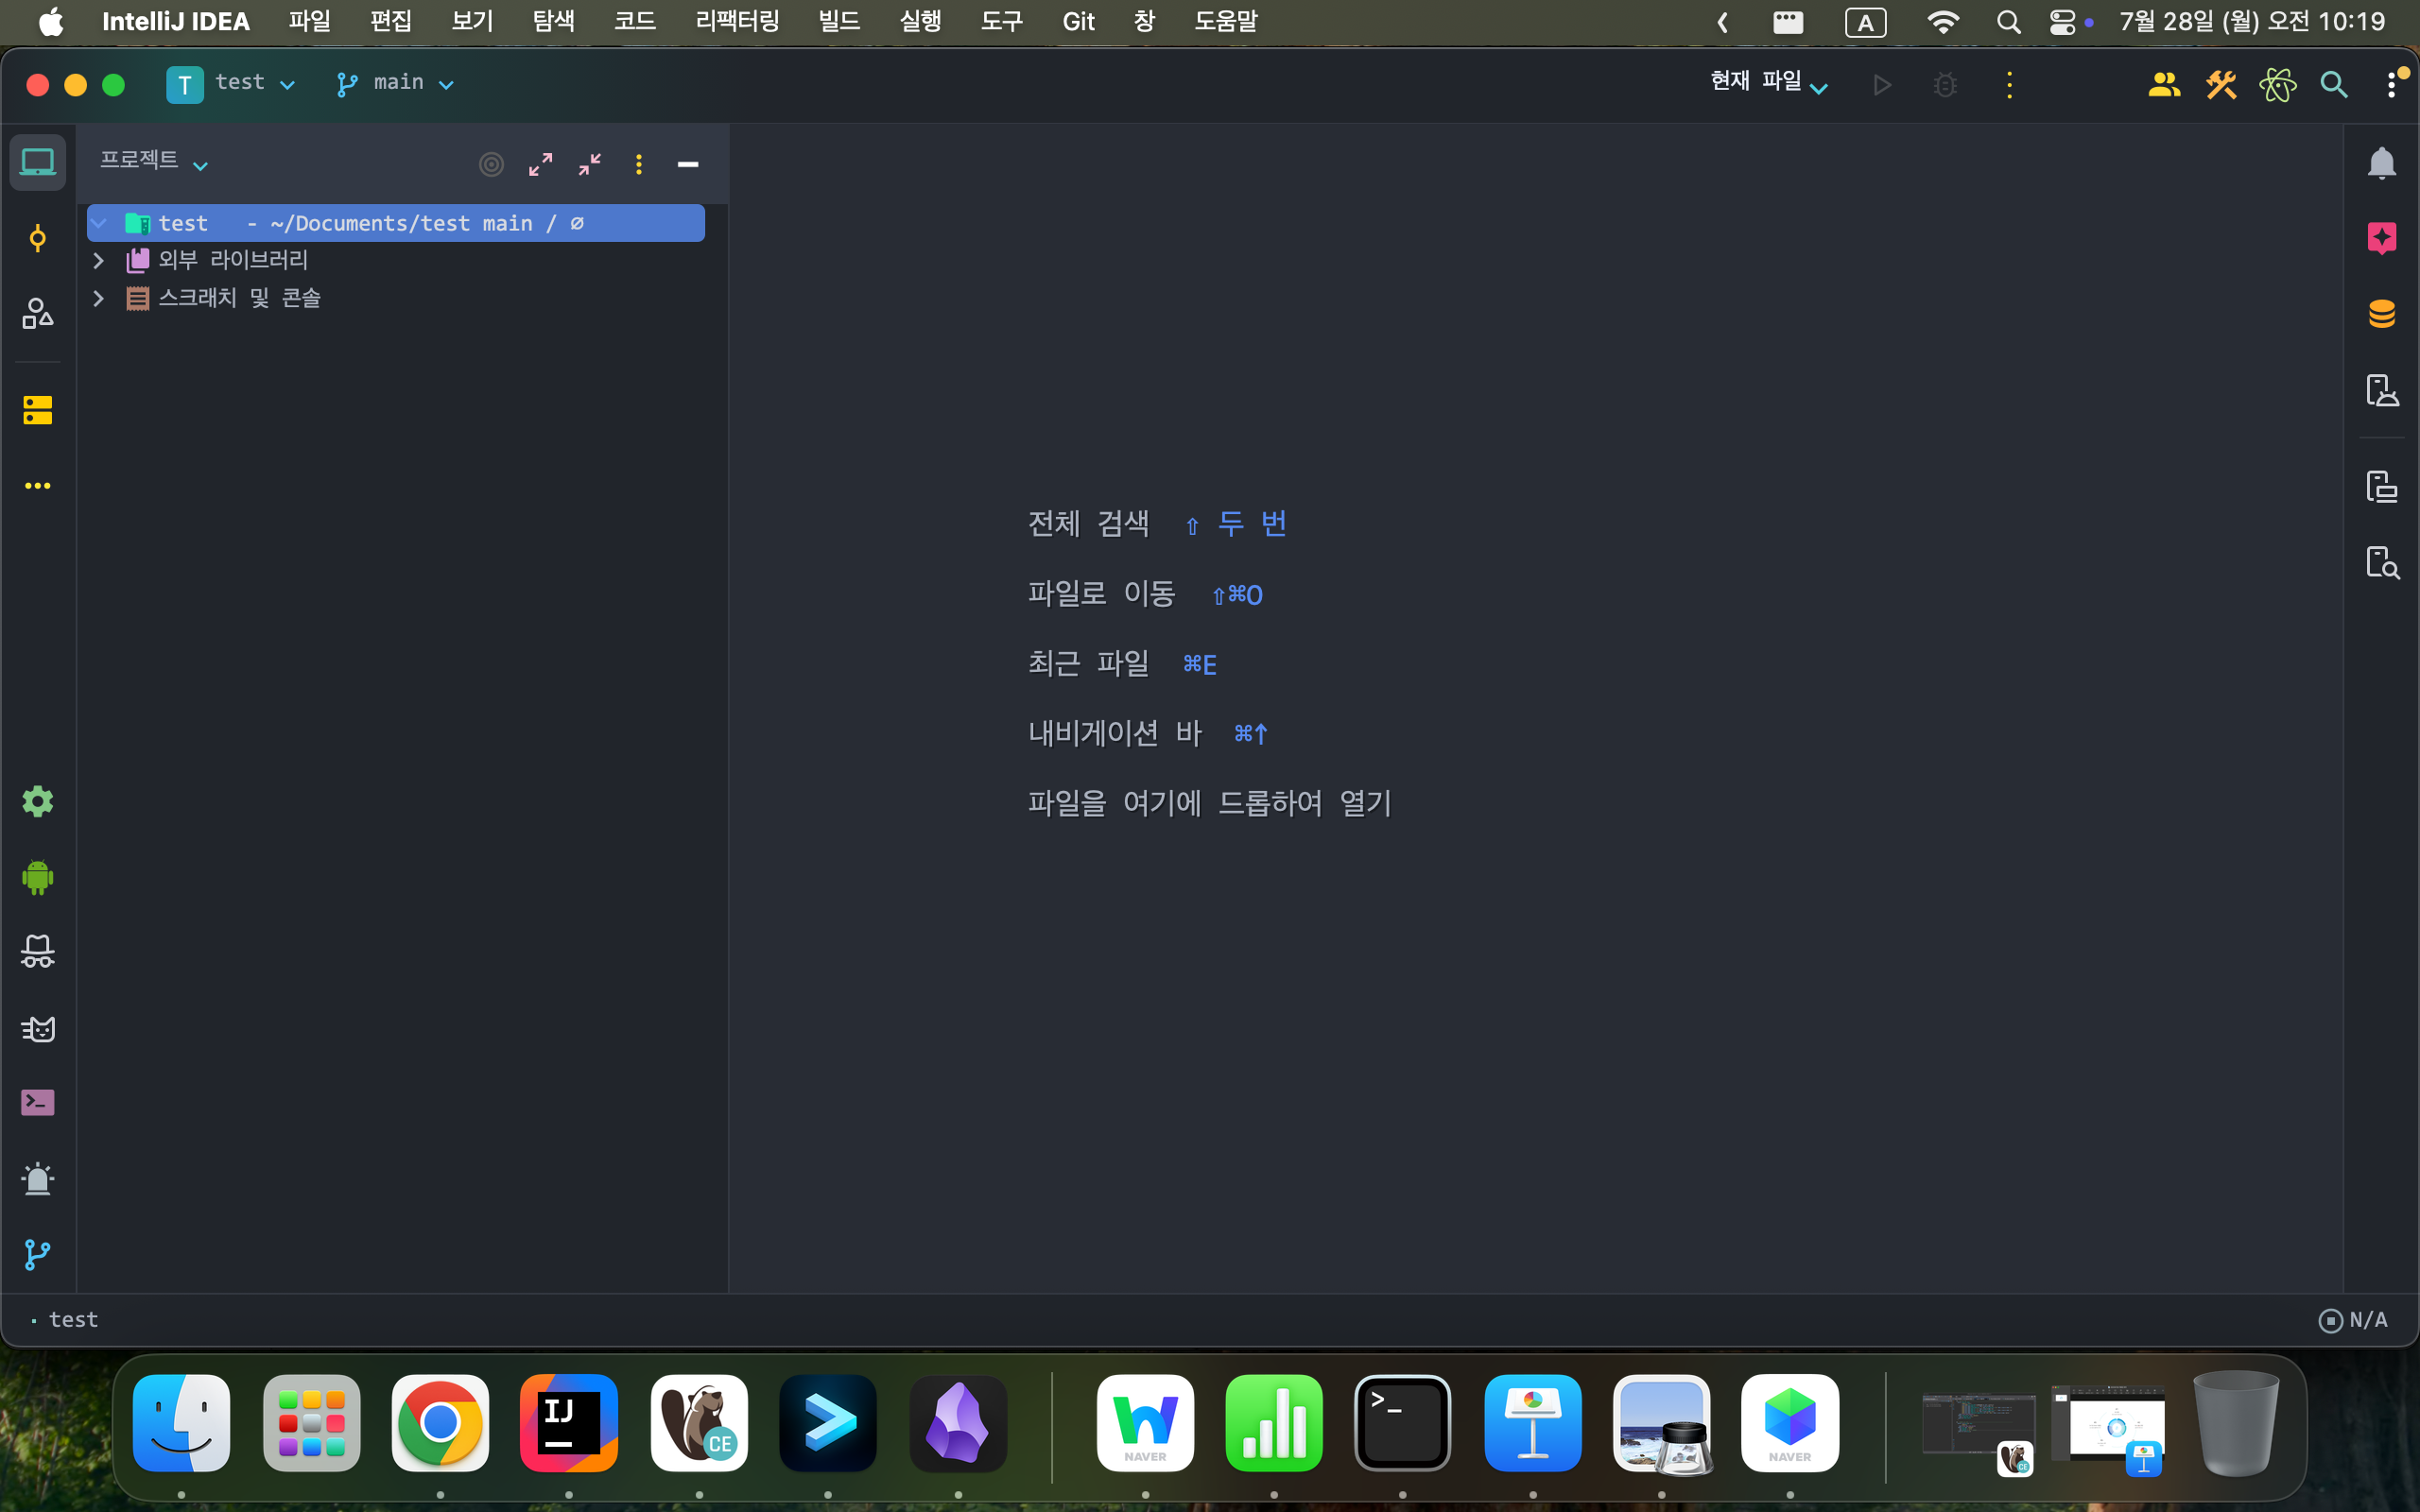 IntelliJ IDEA 파일 편집 보기 탐색 코드 리팩터링 빌드 실행 도구 Git 창 도움말 A 7월 28일 (월) 오전 10:19
T test main 현재 파일
프로젝트
test - ~/Documents/test main / ∅
외부 라이브러리
스크래치 및 콘솔
전체 검색 ⇧ 두 번
파일로 이동 ⇧⌘O
최근 파일 ⌘E
내비게이션 바 ⌘↑
파일을 여기에 드롭하여 열기
test N/A
IJ
CE
NAVER
>_
NAVER
CE